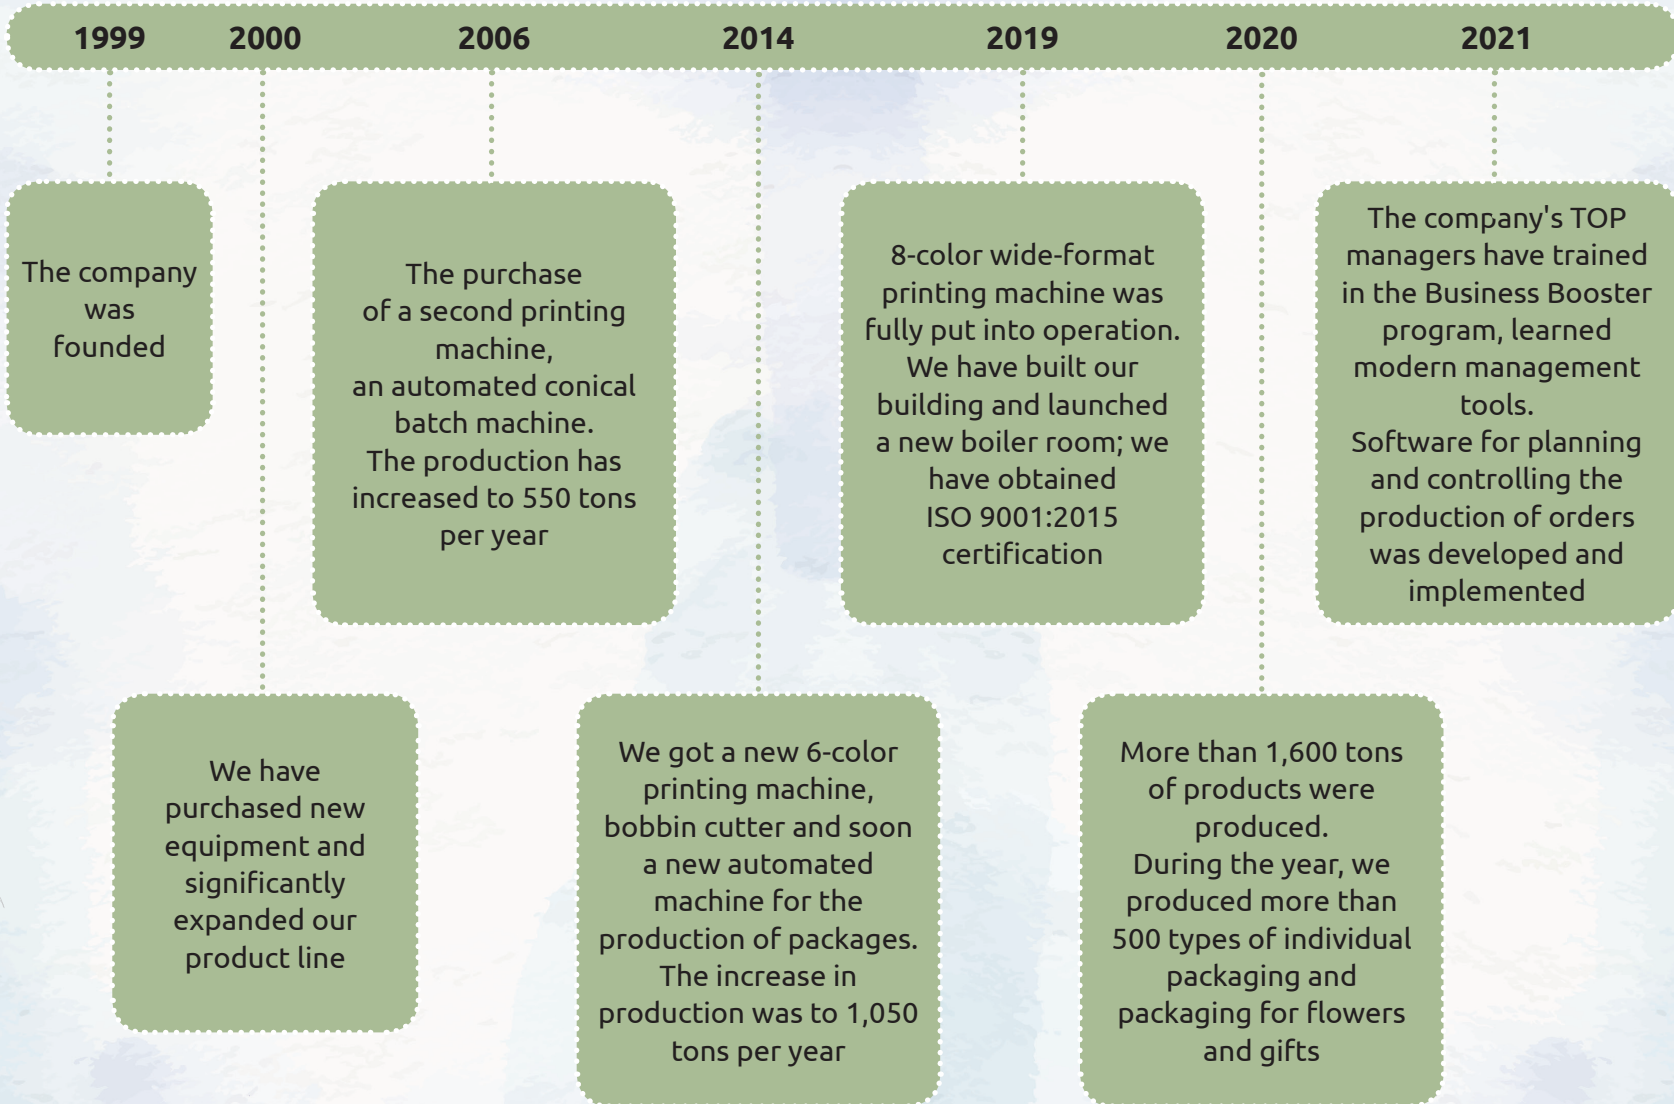 1999
2000
2006
2014
2019
2020
2021
The company
was
founded
We have
purchased new
equipment and
significantly
expanded our
product line
The purchase
of a second printing
machine,
an automated conical
batch machine.
The production has
increased to 550 tons
per year
We got a new 6-color
printing machine,
bobbin cutter and soon
a new automated
machine for the
production of packages.
The increase in
production was to 1,050
tons per year
8-color wide-format
printing machine was
fully put into operation.
We have built our
building and launched
a new boiler room; we
have obtained
ISO 9001:2015
certification
More than 1,600 tons
of products were
produced.
During the year, we
produced more than
500 types of individual
packaging and
packaging for flowers
and gifts
The company's TOP
managers have trained
in the Business Booster
program, learned
modern management
tools.
Software for planning
and controlling the
production of orders
was developed and
implemented